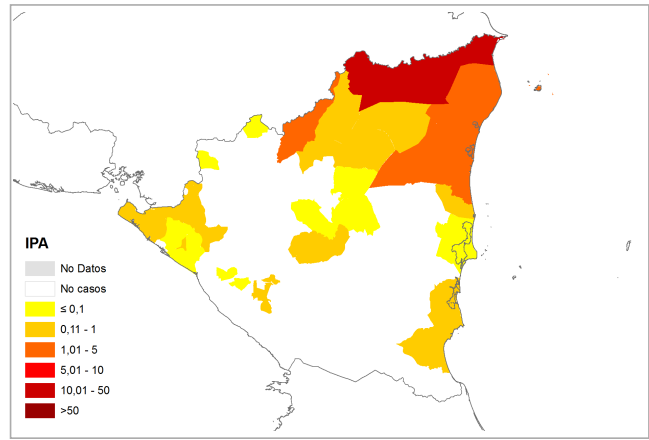 IPA
No Datos
No casos
≤ 0,1
0,11 - 1
1,01 - 5
5,01 - 10
10,01 - 50
>50